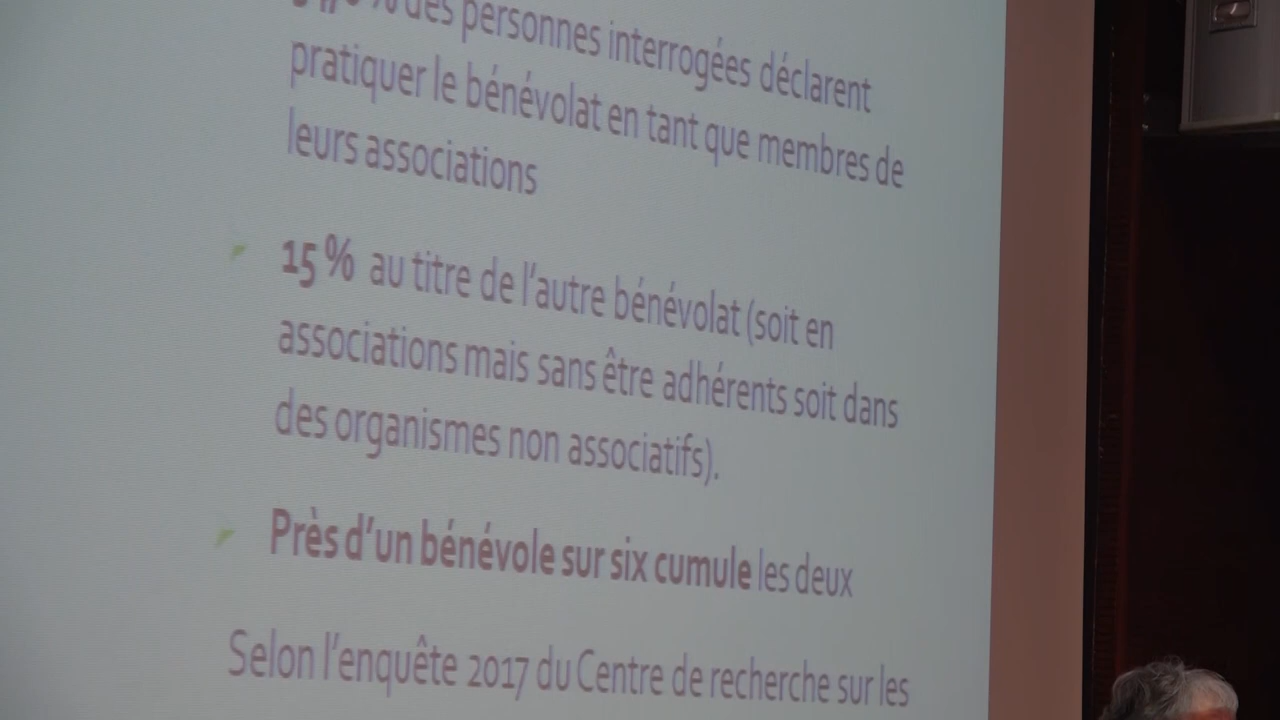 % des personnes interrogées déclarent
pratiquer le bénévolat en tant que membres de
leurs associations
15 % au titre de l'autre bénévolat (soit en
associations mais sans être adhérents soit dans
des organismes non associatifs).
Près d'un bénévole sur six cumule les deux
Selon l'enquête 2017 du Centre de recherche sur les